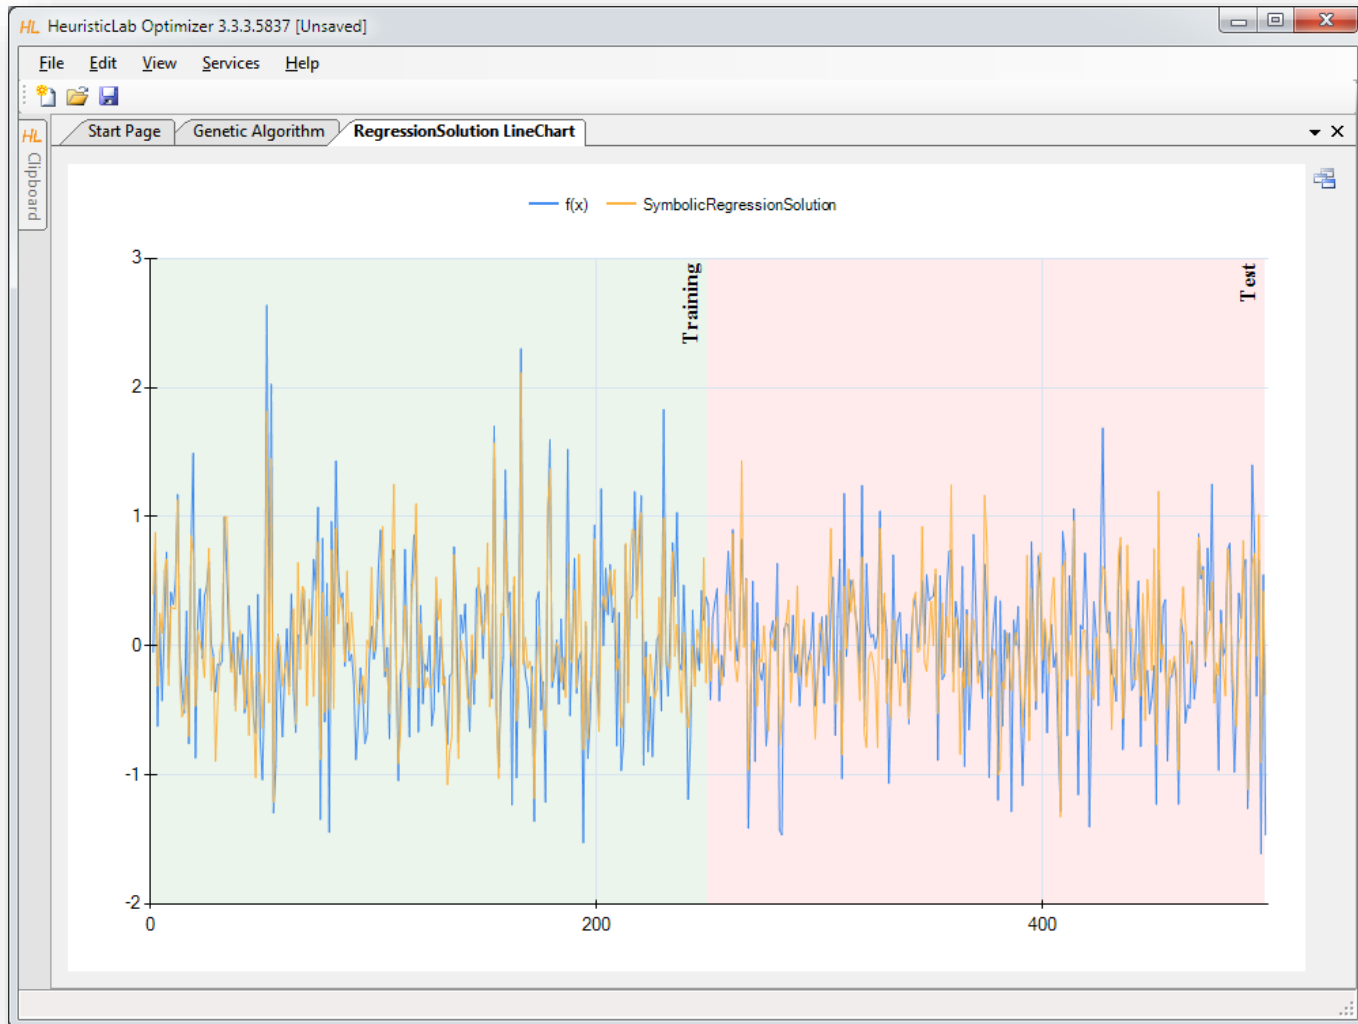 HL HeuristicLab Optimizer 3.3.3.5837 [Unsaved]
File Edit View Services Help
HL Clipboard
Start Page Genetic Algorithm RegressionSolution LineChart
f(x) SymbolicRegressionSolution
3
2
1
0
-1
-2
Training
Test
0 200 400